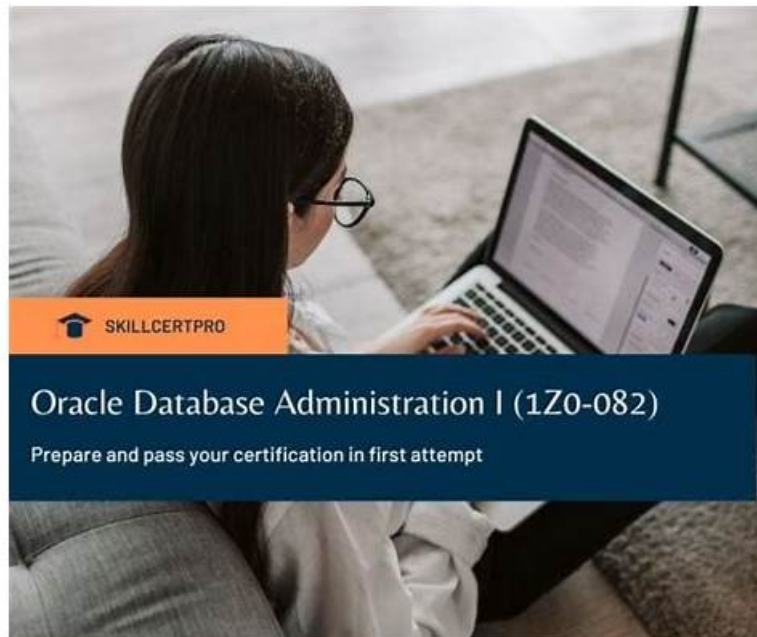 SKILLCERTPRO
Oracle Database Administration I (1Z0-082)
Prepare and pass your certification in first attempt